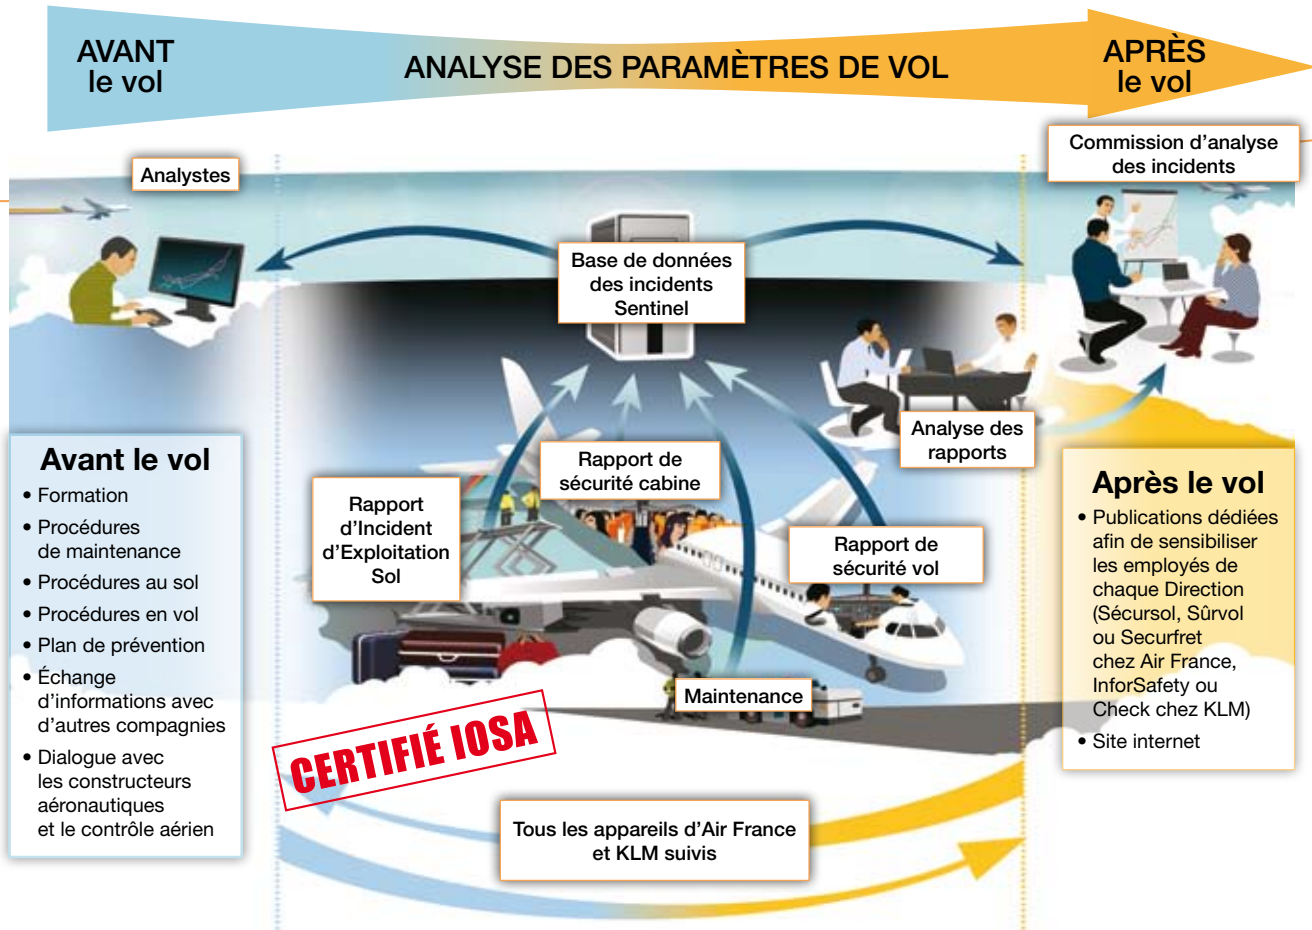 AVANT
le vol
ANALYSE DES PARAMÈTRES DE VOL
APRÈS
le vol
Analystes
Commission d’analyse
des incidents
Base de données
des incidents
Sentinel
Analyse des
rapports
Rapport de
sécurité cabine
Rapport
d’Incident
d’Exploitation
Sol
Rapport de
sécurité vol
Maintenance
Avant le vol
• Formation
• Procédures
de maintenance
• Procédures au sol
• Procédures en vol
• Plan de prévention
• Échange
d’informations avec
d’autres compagnies
• Dialogue avec
les constructeurs
aéronautiques
et le contrôle aérien
Après le vol
• Publications dédiées
afin de sensibiliser
les employés de
chaque Direction
(Sécursol, Sûrvol
ou Securfret
chez Air France,
InforSafety ou
Check chez KLM)
• Site internet
CERTIFIÉ IOSA
Tous les appareils d’Air France
et KLM suivis